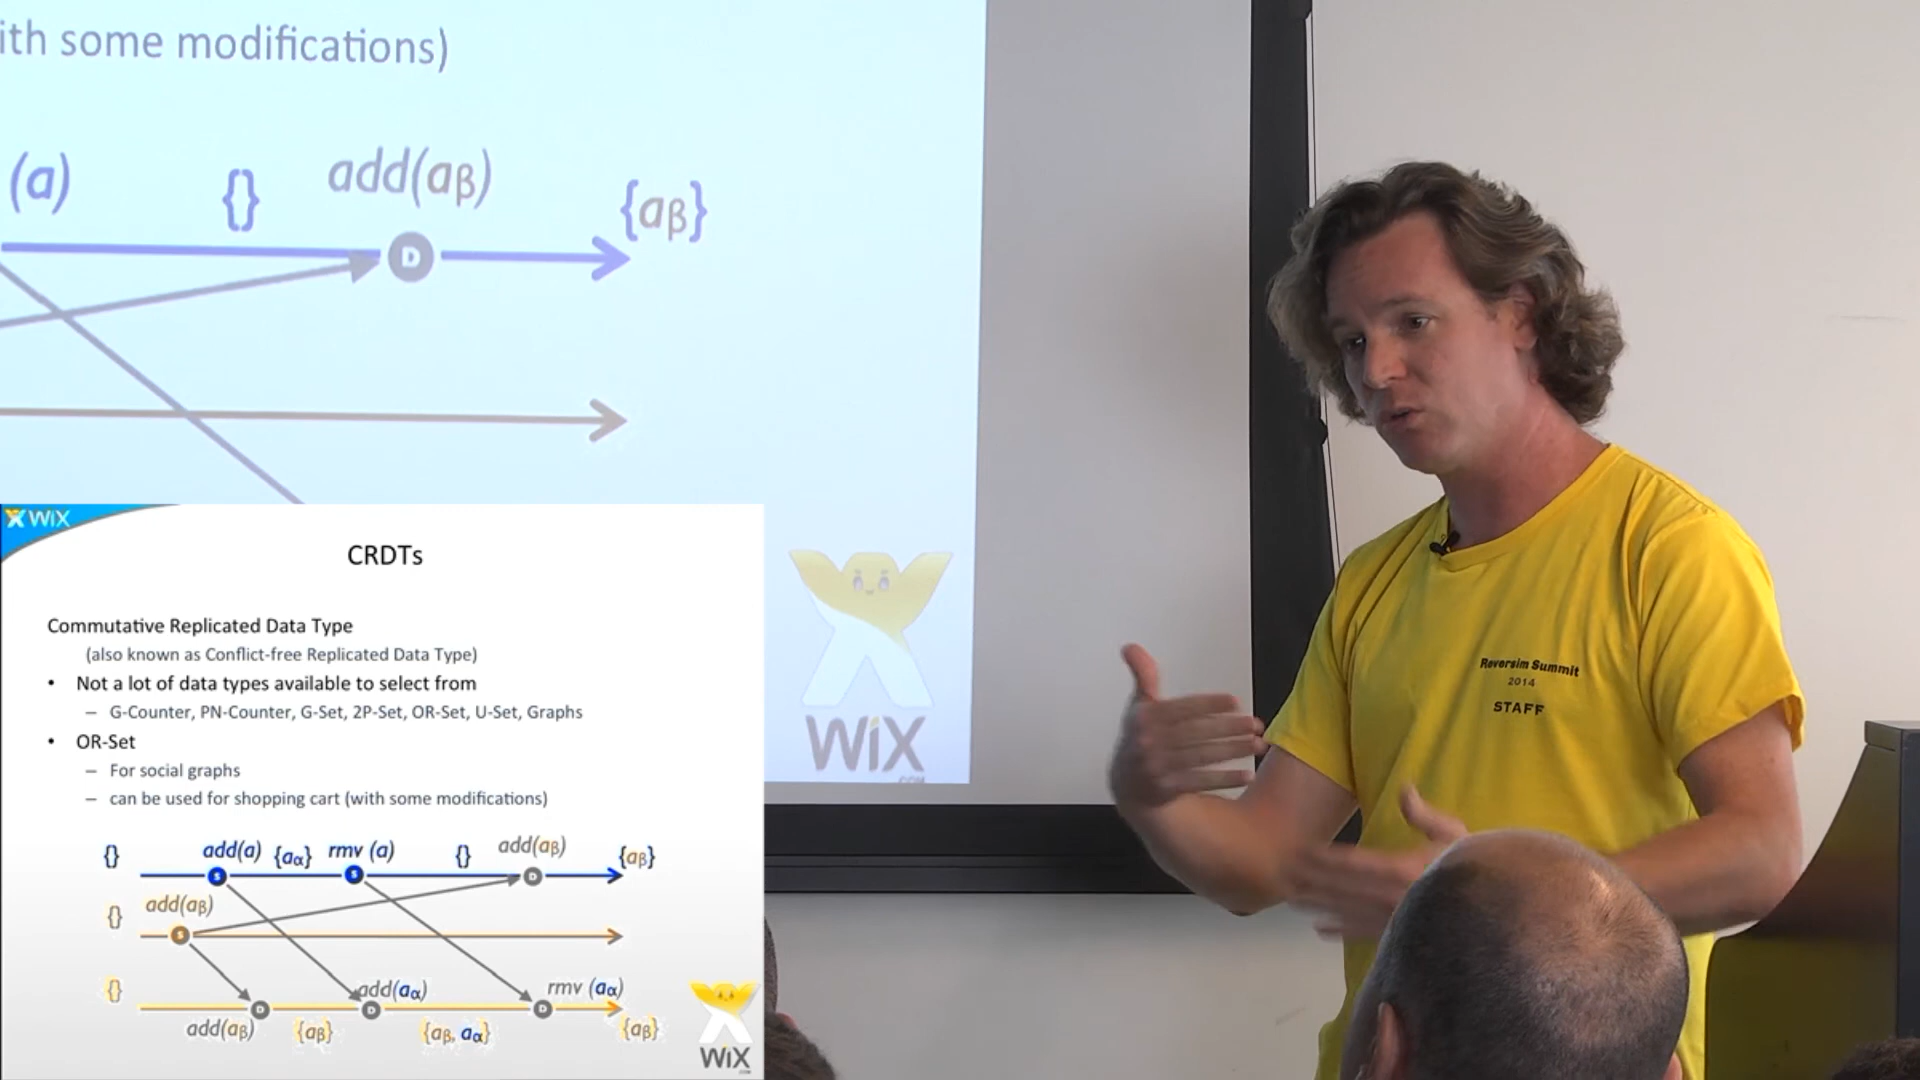 ith some modifications)
(a) {} add(aβ) {aβ}
D
WiX
.COM
Reversim Summit
2014
STAFF
WiX
CRDTs
Commutative Replicated Data Type
(also known as Conflict-free Replicated Data Type)
• Not a lot of data types available to select from
– G-Counter, PN-Counter, G-Set, 2P-Set, OR-Set, U-Set, Graphs
• OR-Set
– For social graphs
– can be used for shopping cart (with some modifications)
{} add(a) {aα} rmv (a) {} add(aβ) {aβ}
S S D
{} add(aβ)
S
{} add(aα) rmv (aα)
D D D
add(aβ) {aβ} {aβ, aα} {aβ}
WiX